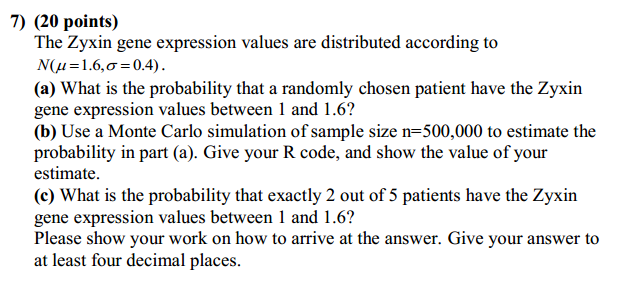 7) (20 points)
The Zyxin gene expression values are distributed according to
N(μ=1.6,σ=0.4).
(a) What is the probability that a randomly chosen patient have the Zyxin
gene expression values between 1 and 1.6?
(b) Use a Monte Carlo simulation of sample size n=500,000 to estimate the
probability in part (a). Give your R code, and show the value of your
estimate.
(c) What is the probability that exactly 2 out of 5 patients have the Zyxin
gene expression values between 1 and 1.6?
Please show your work on how to arrive at the answer. Give your answer to
at least four decimal places.